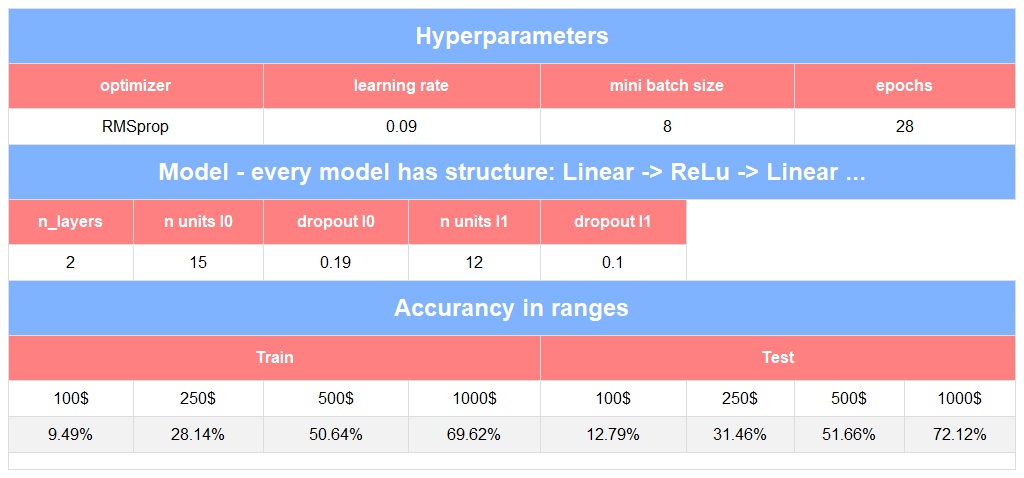 Hyperparameters
optimizer learning rate mini batch size epochs
RMSprop 0.09 8 28
Model - every model has structure: Linear -> ReLu -> Linear ...
n_layers n units l0 dropout l0 n units l1 dropout l1
2 15 0.19 12 0.1
Accurancy in ranges
Train Test
100$ 250$ 500$ 1000$ 100$ 250$ 500$ 1000$
9.49% 28.14% 50.64% 69.62% 12.79% 31.46% 51.66% 72.12%